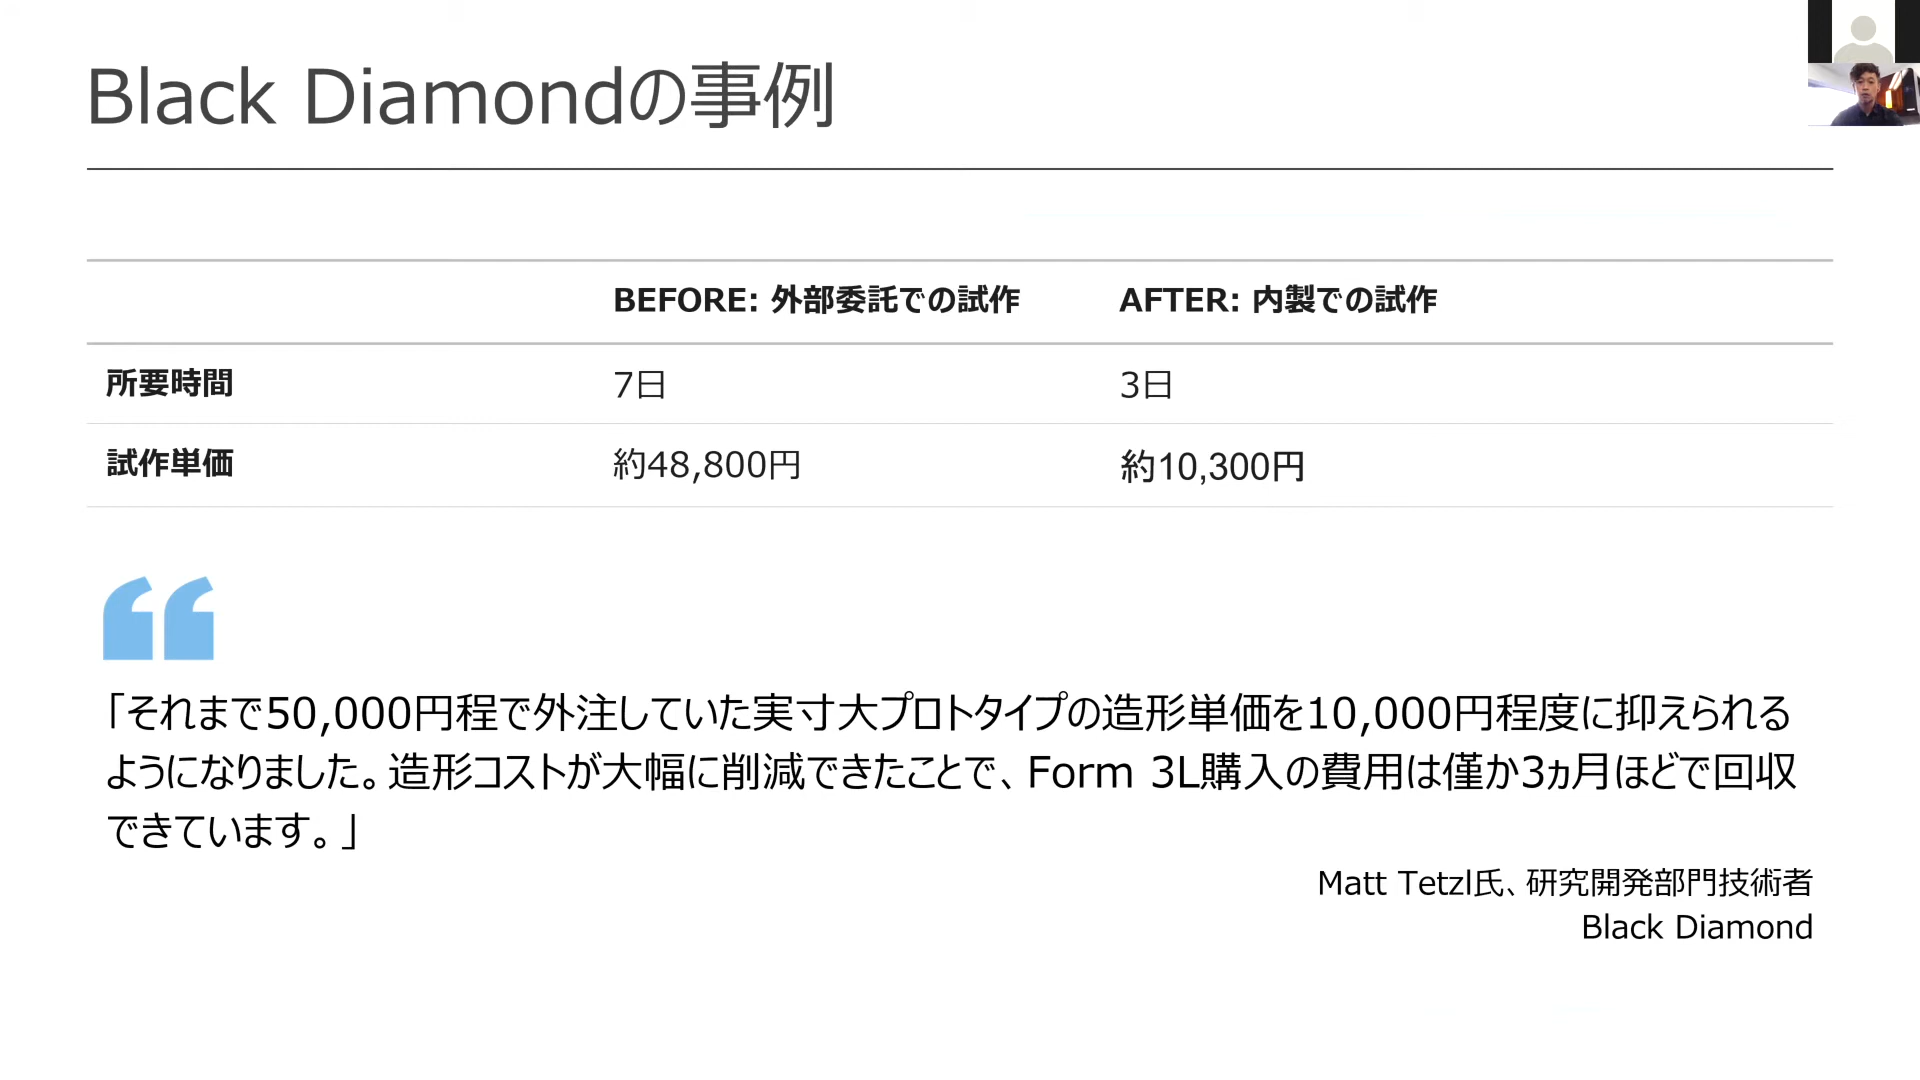 Black Diamondの事例
BEFORE: 外部委託での試作 AFTER: 内製での試作
所要時間 7日 3日
試作単価 約48,800円 約10,300円
「それまで50,000円程で外注していた実寸大プロトタイプの造形単価を10,000円程度に抑えられる
ようになりました。造形コストが大幅に削減できたことで、Form 3L購入の費用は僅か3ヵ月ほどで回収
できています。」
Matt Tetzl氏、研究開発部門技術者
Black Diamond